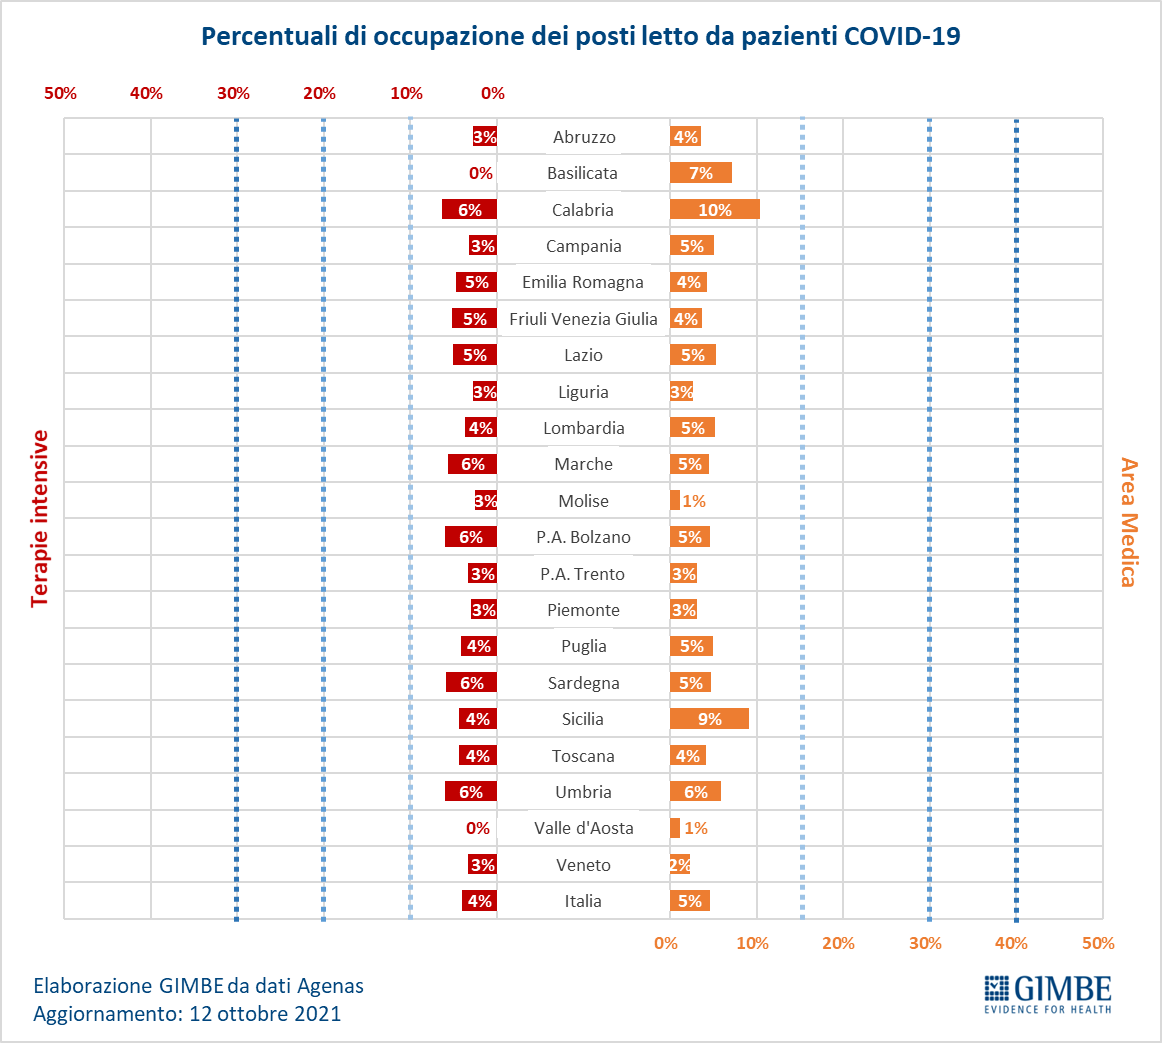 Percentuali di occupazione dei posti letto da pazienti COVID-19
50% 40% 30% 20% 10% 0%
3% Abruzzo 4%
0% Basilicata 7%
6% Calabria 10%
3% Campania 5%
5% Emilia Romagna 4%
5% Friuli Venezia Giulia 4%
5% Lazio 5%
3% Liguria 3%
4% Lombardia 5%
6% Marche 5%
3% Molise 1%
6% P.A. Bolzano 5%
3% P.A. Trento 3%
3% Piemonte 3%
4% Puglia 5%
6% Sardegna 5%
4% Sicilia 9%
4% Toscana 4%
6% Umbria 6%
0% Valle d'Aosta 1%
3% Veneto 2%
4% Italia 5%
Terapie intensive
Area Medica
0% 10% 20% 30% 40% 50%
Elaborazione GIMBE da dati Agenas
Aggiornamento: 12 ottobre 2021
GIMBE
EVIDENCE FOR HEALTH